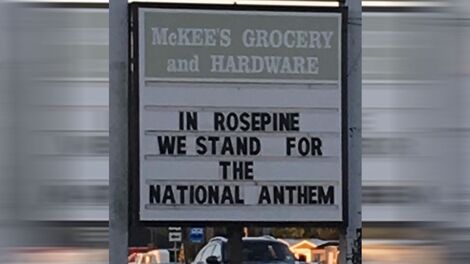 McKEE'S GROCERY
and HARDWARE
IN ROSEPINE
WE STAND FOR
THE
NATIONAL ANTHEM